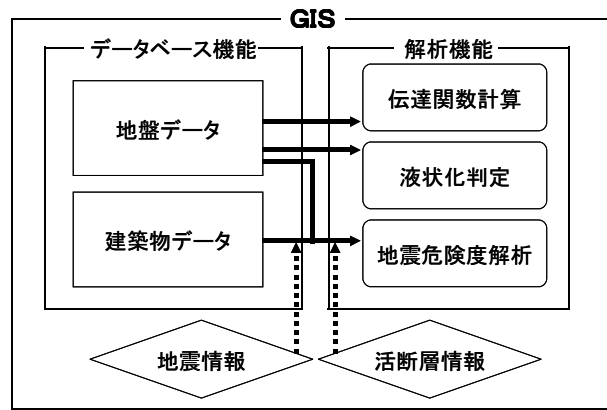 GIS
データベース機能
解析機能
地盤データ
建築物データ
伝達関数計算
液状化判定
地震危険度解析
地震情報
活断層情報